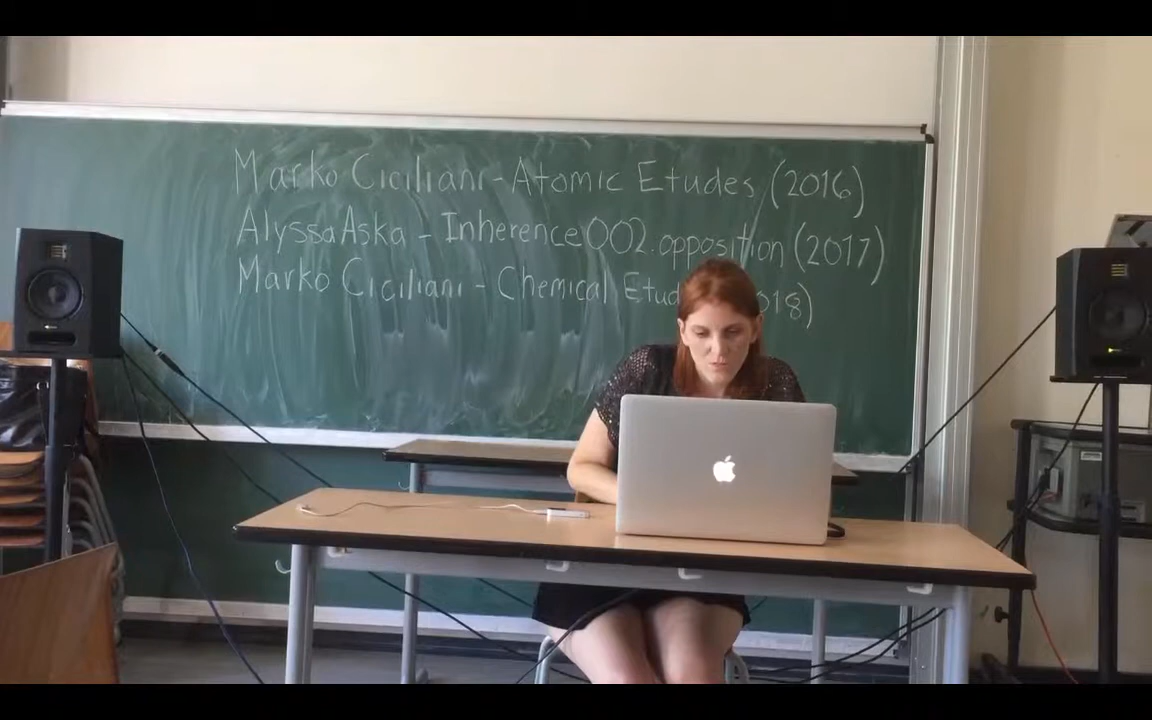 Marko Ciciliani - Atomic Etudes (2016)
Alyssa Aska - Inherence 002.opposition (2017)
Marko Ciciliani - Chemical